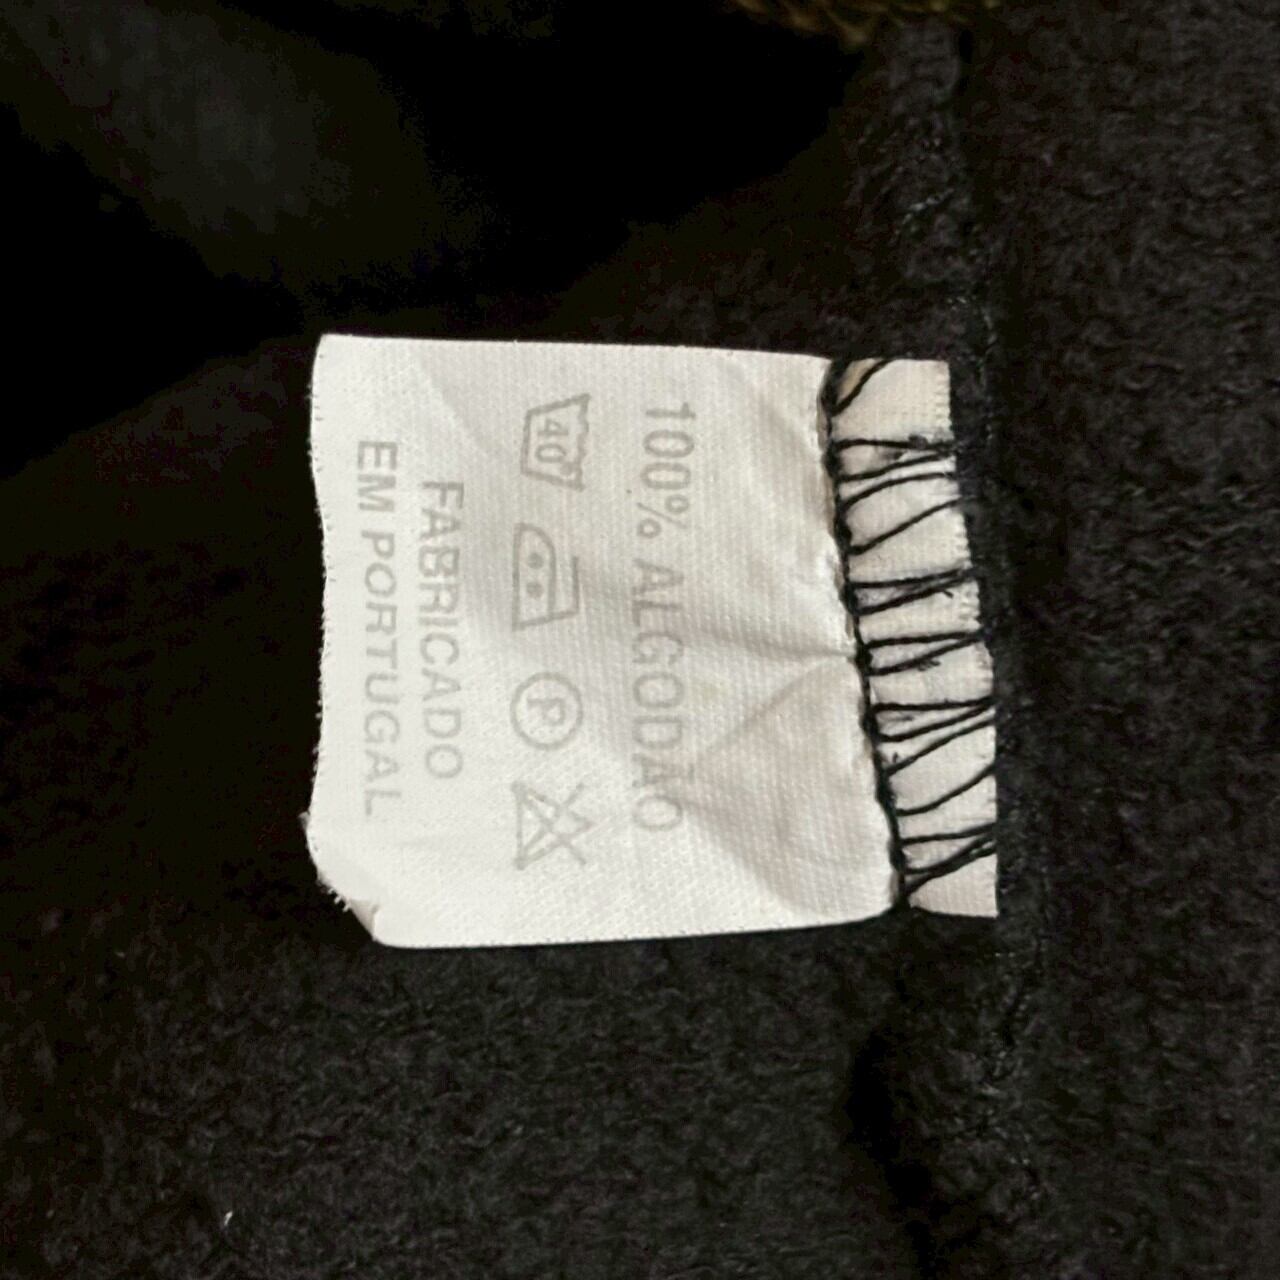 100% ALGODÃO
40° P
FABRICADO
EM PORTUGAL